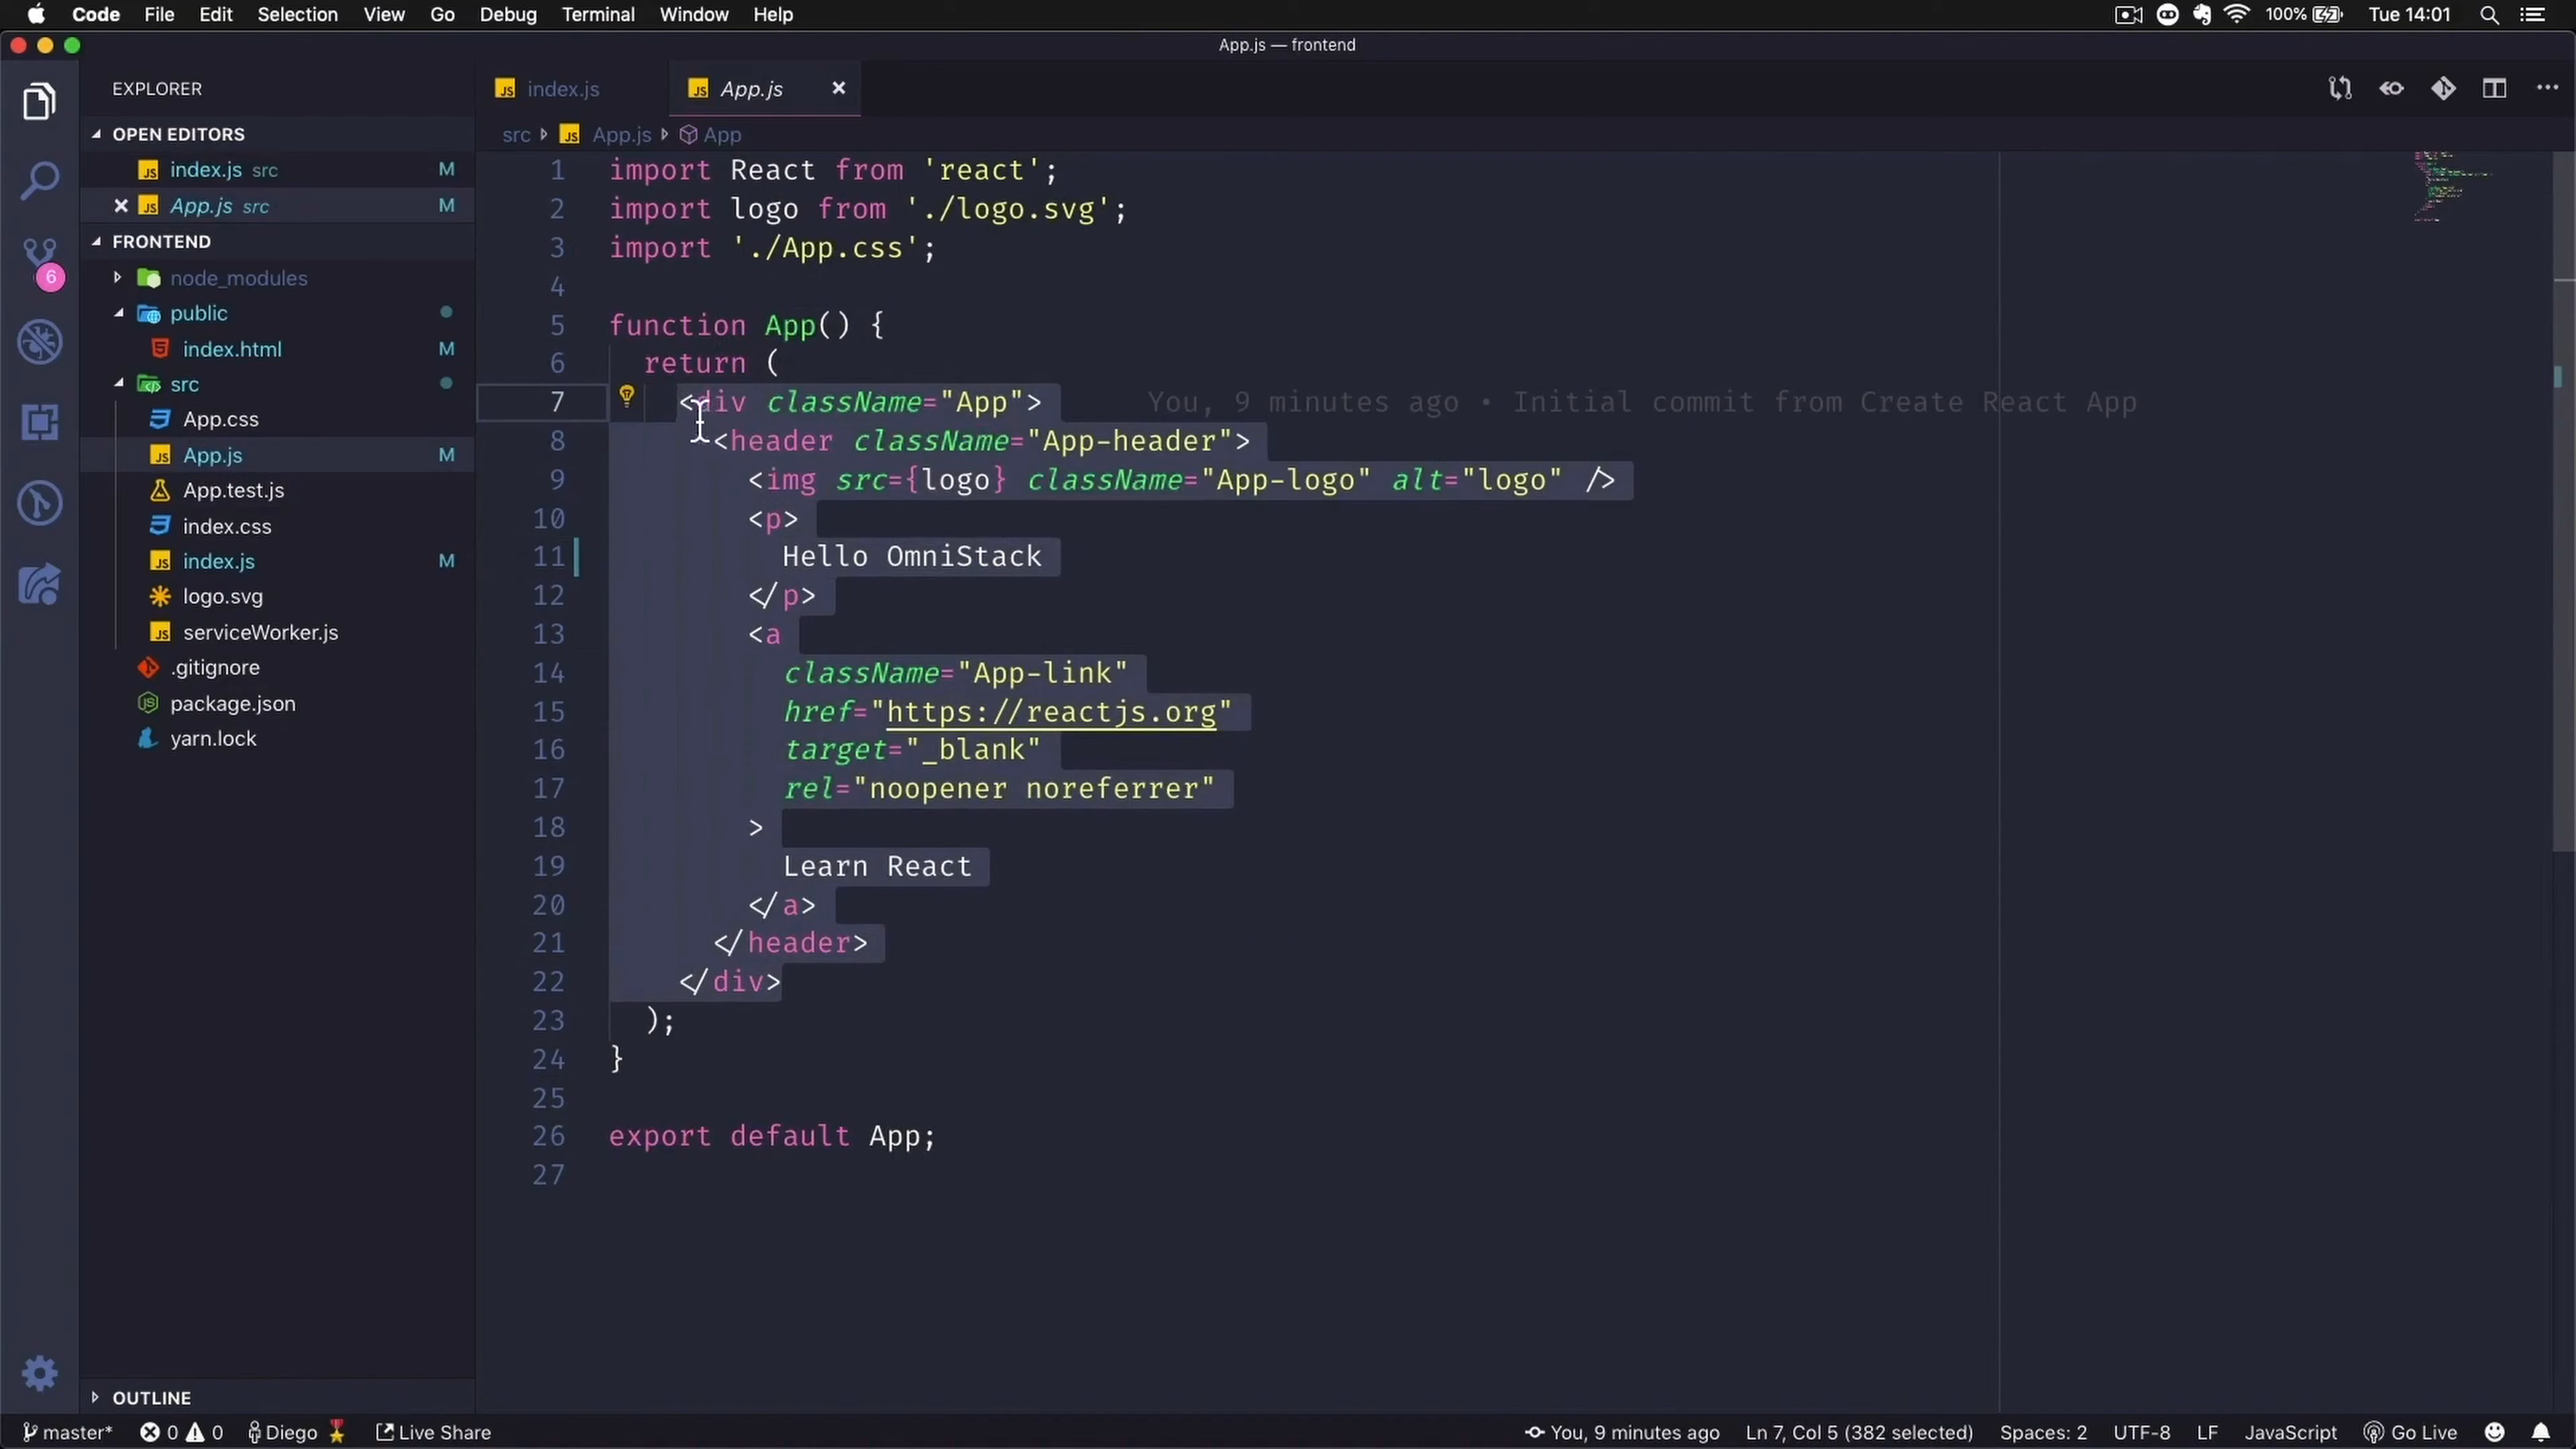 Code File Edit Selection View Go Debug Terminal Window Help 100% Tue 14:01
App.js — frontend
EXPLORER
OPEN EDITORS
JS index.js src M
JS App.js src M
FRONTEND
node_modules
public
index.html M
src
App.css
JS App.js M
App.test.js
index.css
JS index.js M
logo.svg
JS serviceWorker.js
.gitignore
package.json
yarn.lock
OUTLINE
6
JS index.js
JS App.js
src JS App.js App
1 import React from 'react';
2 import logo from './logo.svg';
3 import './App.css';
4
5 function App() {
6 return (
7 <div className="App"> You, 9 minutes ago • Initial commit from Create React App
8 <header className="App-header">
9 <img src={logo} className="App-logo" alt="logo" />
10 <p>
11 Hello OmniStack
12 </p>
13 <a
14 className="App-link"
15 href="https://reactjs.org"
16 target="_blank"
17 rel="noopener noreferrer"
18 >
19 Learn React
20 </a>
21 </header>
22 </div>
23 );
24 }
25
26 export default App;
27
master* 0 0 Diego Live Share You, 9 minutes ago Ln 7, Col 5 (382 selected) Spaces: 2 UTF-8 LF JavaScript Go Live